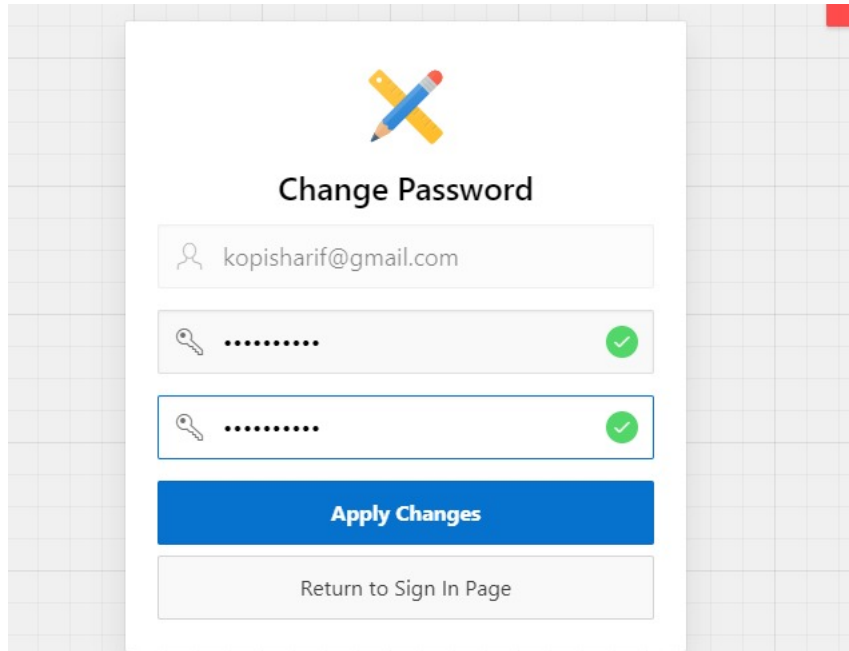 Change Password
kopisharif@gmail.com
••••••••••
••••••••••
Apply Changes
Return to Sign In Page